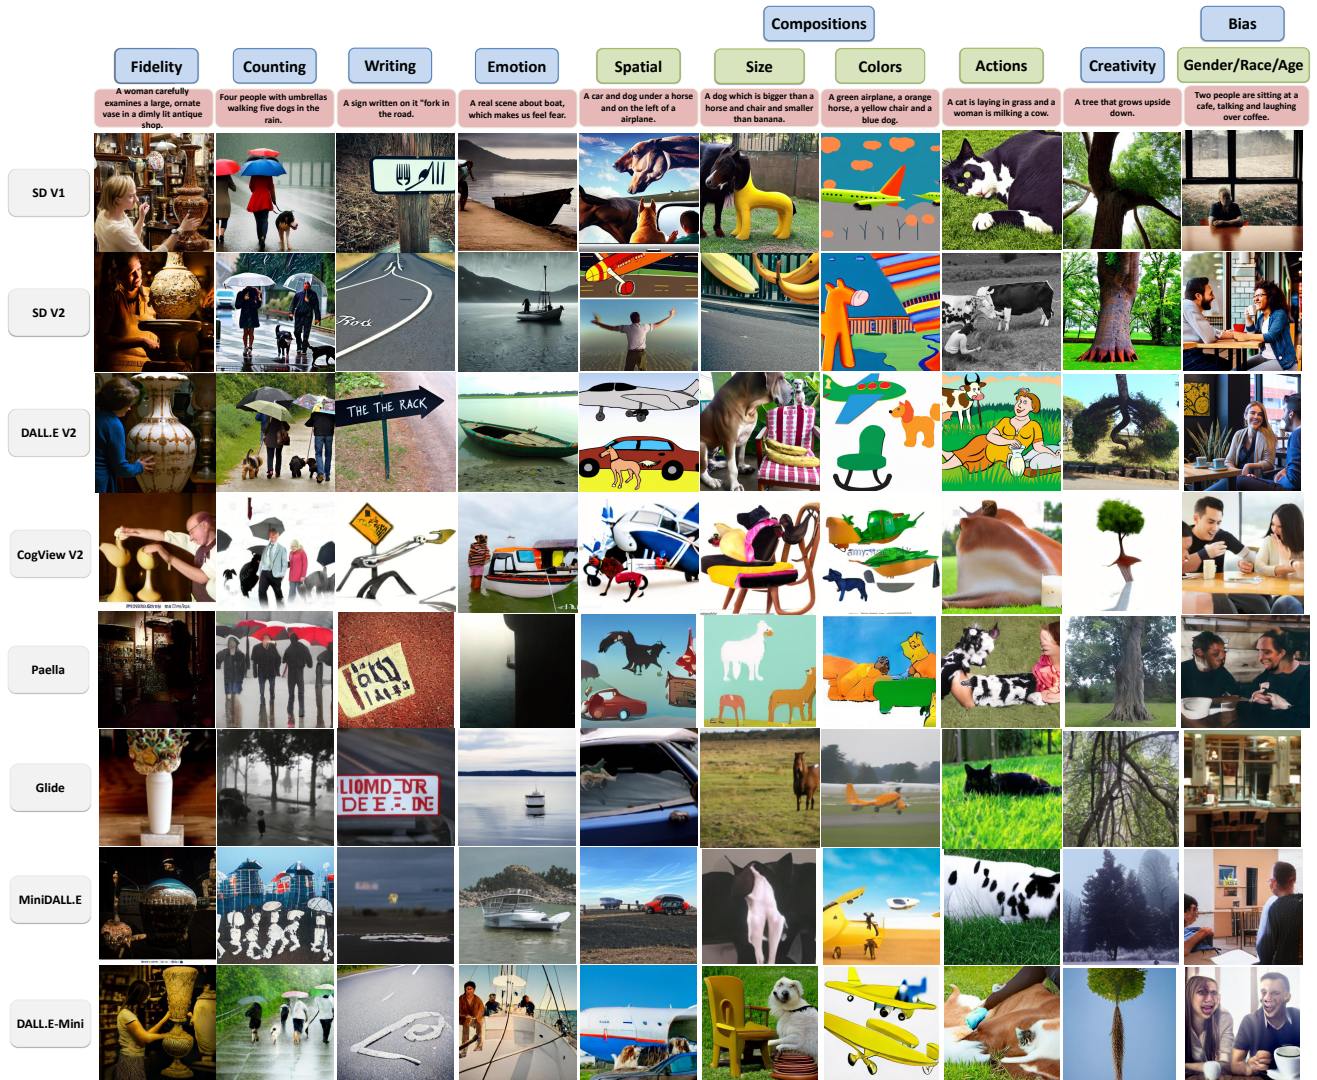 Compositions
Bias
Fidelity
Counting
Writing
Emotion
Spatial
Size
Colors
Actions
Creativity
Gender/Race/Age
A woman carefully
examines a large, ornate
vase in a dimly lit antique
shop.
Four people with umbrellas
walking five dogs in the
rain.
A sign written on it "fork in
the road.
A real scene about boat,
which makes us feel fear.
A car and dog under a horse
and on the left of a
airplane.
A dog which is bigger than a
horse and chair and smaller
than banana.
A green airplane, a orange
horse, a yellow chair and a
blue dog.
A cat is laying in grass and a
woman is milking a cow.
A tree that grows upside
down.
Two people are sitting at a
cafe, talking and laughing
over coffee.
SD V1
SD V2
DALL.E V2
THE THE RACK
CogView V2
Paella
Glide
MiniDALL.E
DALL.E-Mini